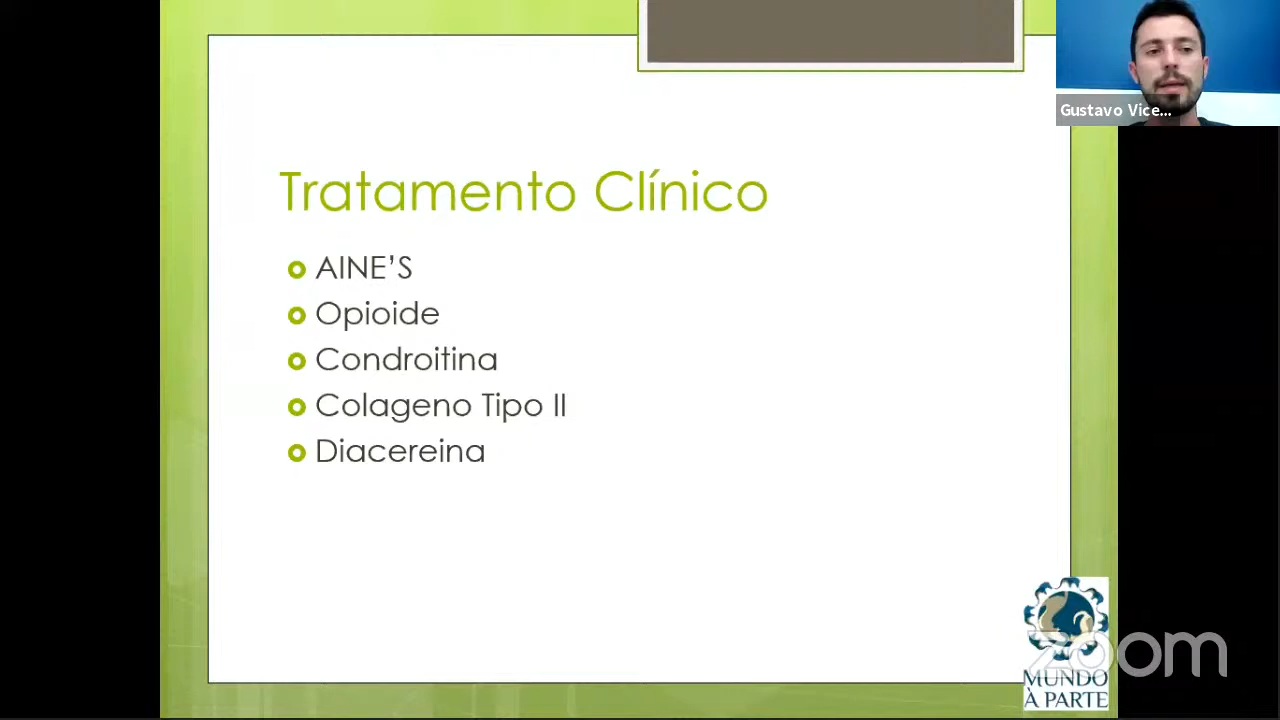 Gustavo Vice...
Tratamento Clínico
AINE'S
Opioide
Condroitina
Colageno Tipo II
Diacereina
zoom
MUNDO
À PARTE